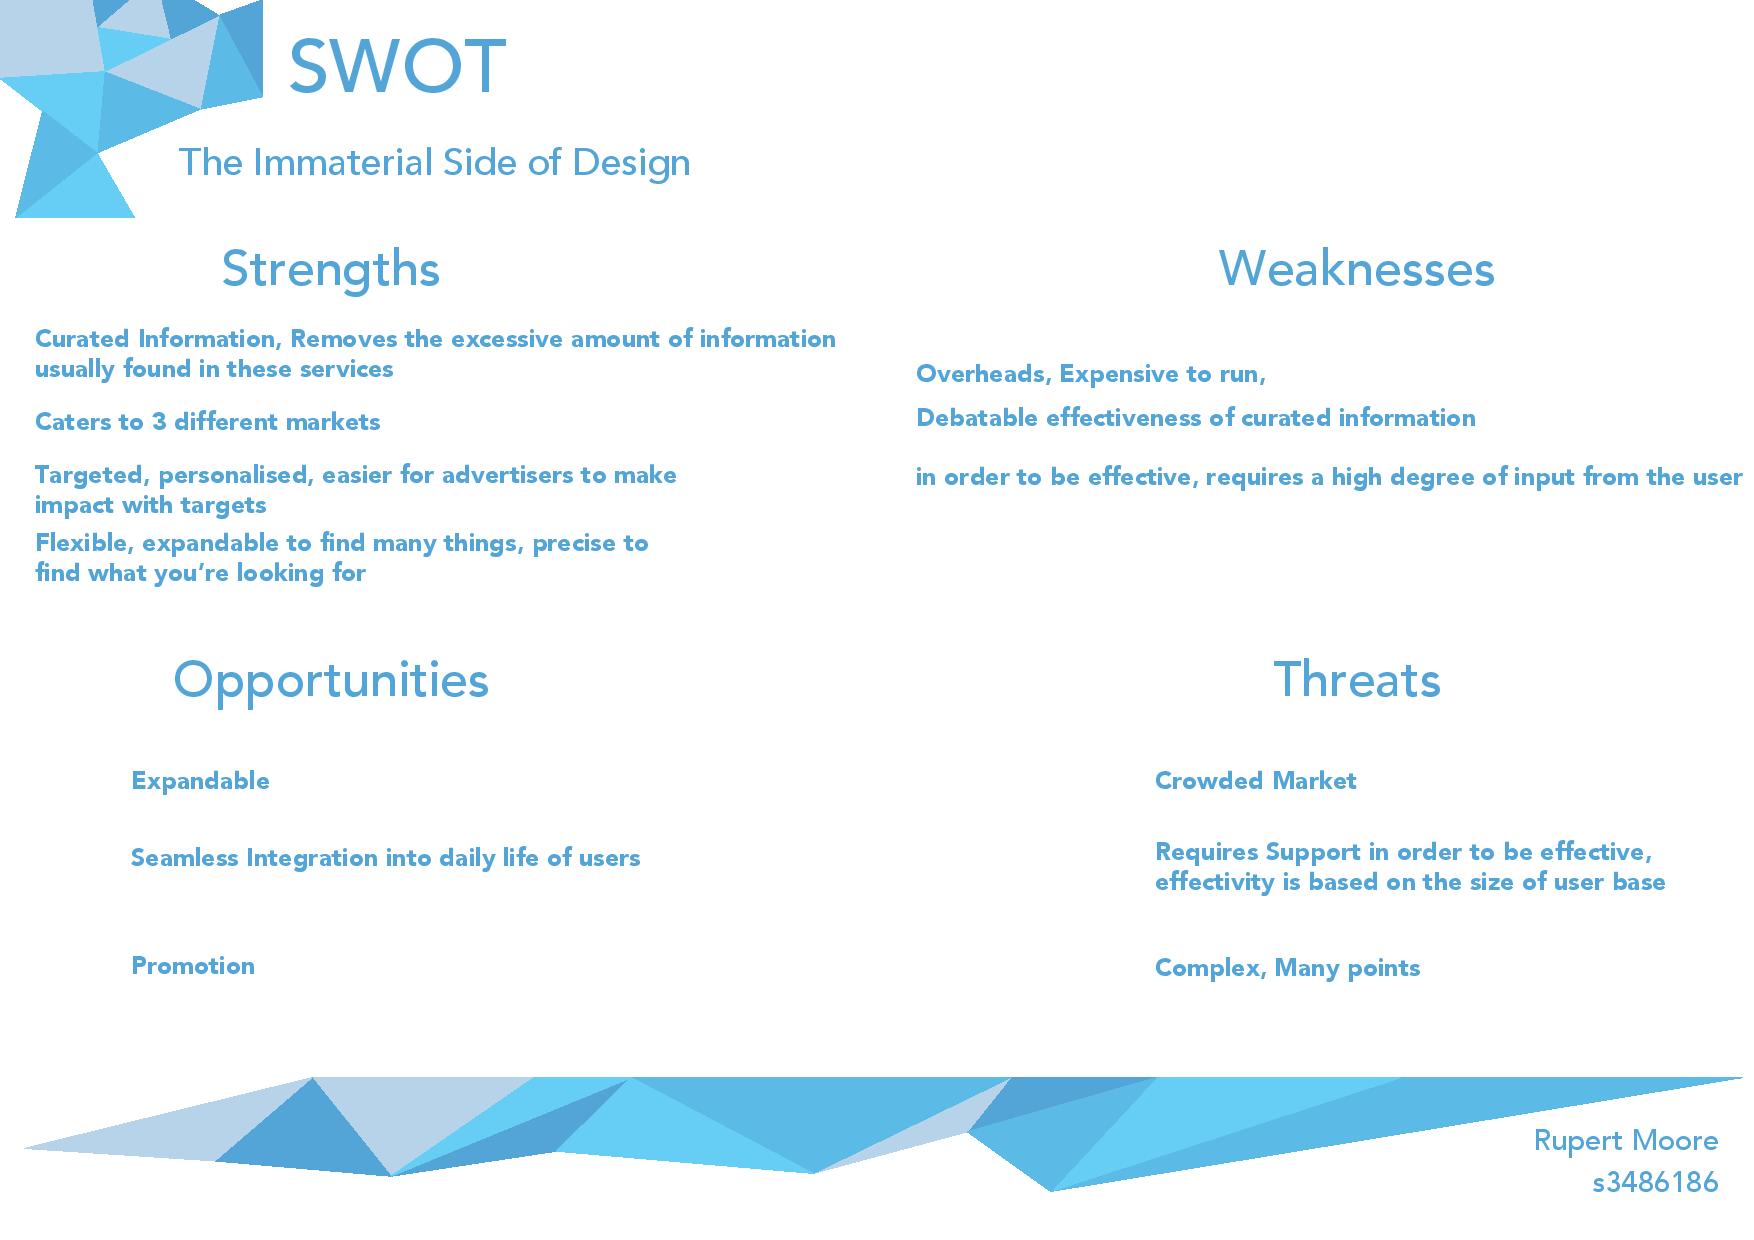 SWOT
The Immaterial Side of Design
Strengths
Curated Information, Removes the excessive amount of information
usually found in these services
Caters to 3 different markets
Targeted, personalised, easier for advertisers to make
impact with targets
Flexible, expandable to find many things, precise to
find what you’re looking for
Weaknesses
Overheads, Expensive to run,
Debatable effectiveness of curated information
in order to be effective, requires a high degree of input from the user
Opportunities
Expandable
Seamless Integration into daily life of users
Promotion
Threats
Crowded Market
Requires Support in order to be effective,
effectivity is based on the size of user base
Complex, Many points
Rupert Moore
s3486186